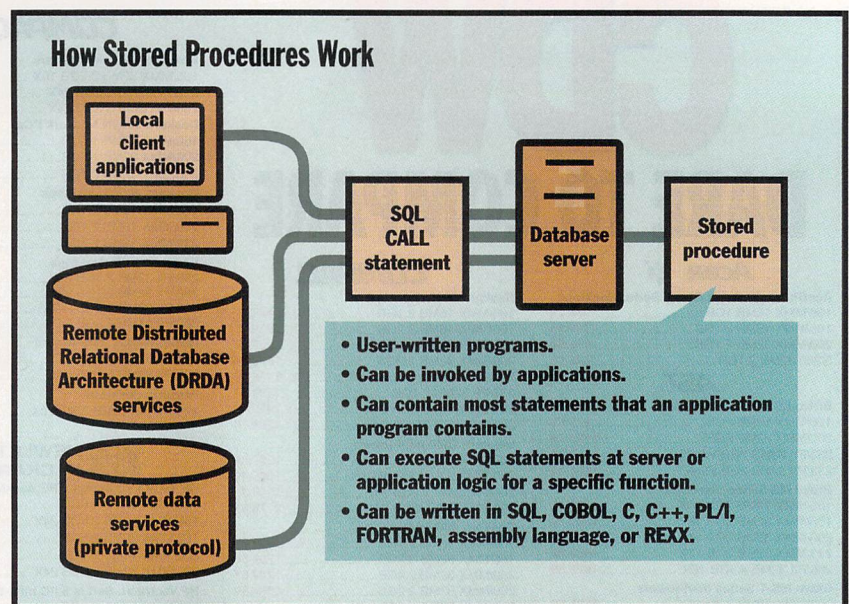 How Stored Procedures Work
Local
client
applications
SQL
CALL
statement
Database
server
Stored
procedure
Remote Distributed
Relational Database
Architecture (DRDA)
services
Remote data
services
(private protocol)
• User-written programs.
• Can be invoked by applications.
• Can contain most statements that an application
program contains.
• Can execute SQL statements at server or
application logic for a specific function.
• Can be written in SQL, COBOL, C, C++, PL/I,
FORTRAN, assembly language, or REXX.